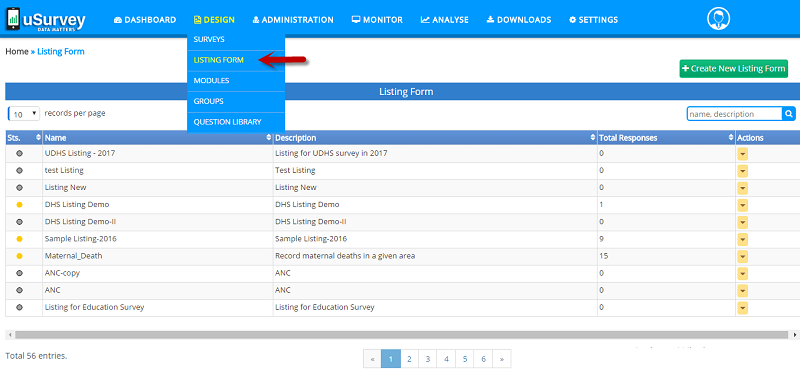 uSurvey
DATA MATTERS
DASHBOARD DESIGN ADMINISTRATION MONITOR ANALYSE DOWNLOADS SETTINGS
SURVEYS
LISTING FORM
MODULES
GROUPS
QUESTION LIBRARY
Home » Listing Form
+ Create New Listing Form
Listing Form
10 records per page
name, description
Sts. Name Description Total Responses Actions
UDHS Listing - 2017 Listing for UDHS survey in 2017 0
test Listing Test Listing 0
Listing New Listing New 0
DHS Listing Demo DHS Listing Demo 1
DHS Listing Demo-II DHS Listing Demo-II 0
Sample Listing-2016 Sample Listing-2016 9
Maternal_Death Record maternal deaths in a given area 15
ANC-copy ANC 0
ANC ANC 0
Listing for Education Survey Listing for Education Survey 0
Total 56 entries.
« 1 2 3 4 5 6 »